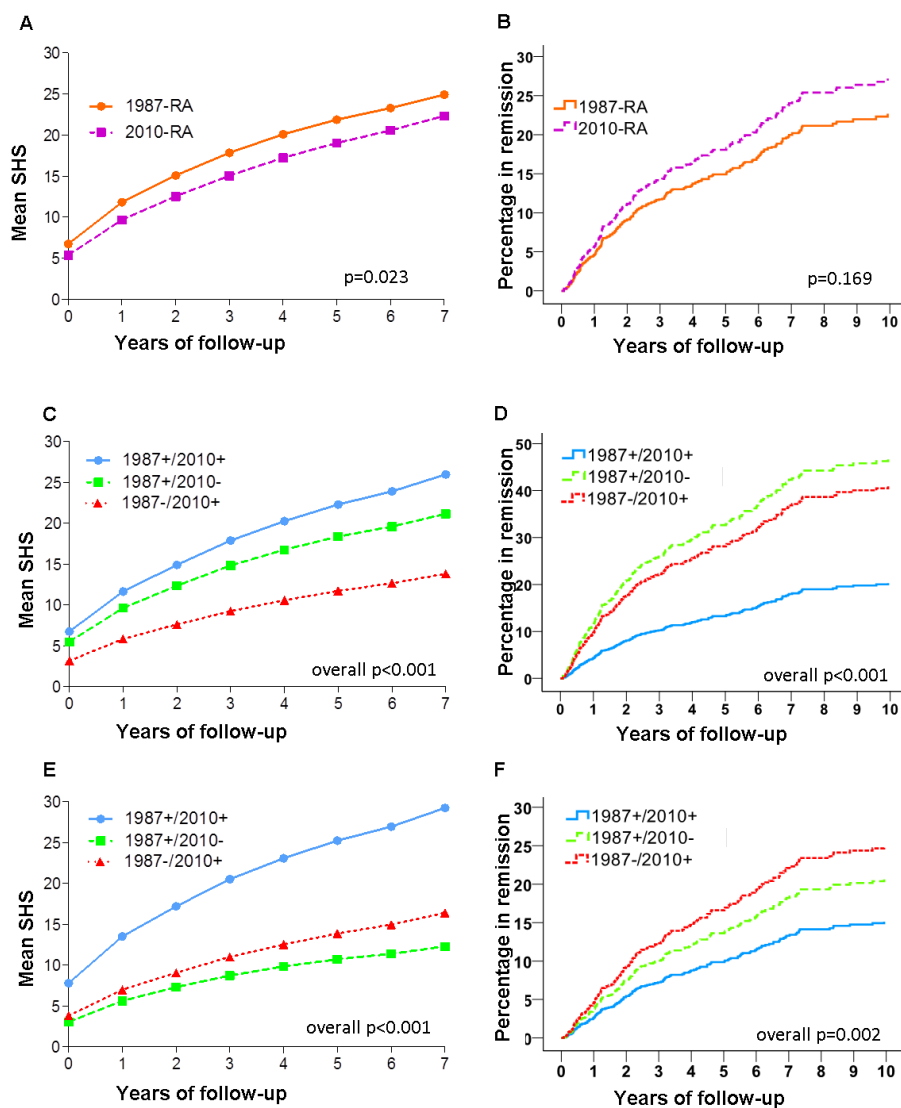 A
30
25
20
15
10
5
0
Mean SHS
1987-RA
2010-RA
p=0.023
0 1 2 3 4 5 6 7
Years of follow-up
B
30
25
20
15
10
5
0
Percentage in remission
1987-RA
2010-RA
p=0.169
0 1 2 3 4 5 6 7 8 9 10
Years of follow-up
C
30
25
20
15
10
5
0
Mean SHS
1987+/2010+
1987+/2010-
1987-/2010+
overall p<0.001
0 1 2 3 4 5 6 7
Years of follow-up
D
50
40
30
20
10
0
Percentage in remission
1987+/2010+
1987+/2010-
1987-/2010+
overall p<0.001
0 1 2 3 4 5 6 7 8 9 10
Years of follow-up
E
30
25
20
15
10
5
0
Mean SHS
1987+/2010+
1987+/2010-
1987-/2010+
overall p<0.001
0 1 2 3 4 5 6 7
Years of follow-up
F
30
25
20
15
10
5
0
Percentage in remission
1987+/2010+
1987+/2010-
1987-/2010+
overall p=0.002
0 1 2 3 4 5 6 7 8 9 10
Years of follow-up